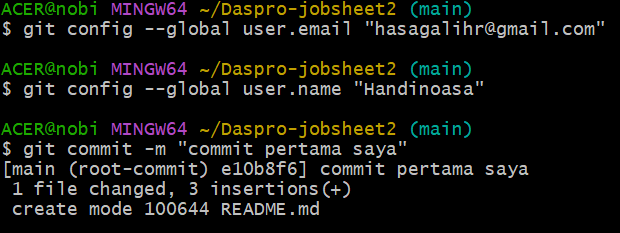 ACER@nobi MINGW64 ~/Daspro-jobsheet2 (main)
$ git config --global user.email "hasagalihr@gmail.com"
ACER@nobi MINGW64 ~/Daspro-jobsheet2 (main)
$ git config --global user.name "Handinoasa"
ACER@nobi MINGW64 ~/Daspro-jobsheet2 (main)
$ git commit -m "commit pertama saya"
[main (root-commit) e10b8f6] commit pertama saya
 1 file changed, 3 insertions(+)
 create mode 100644 README.md